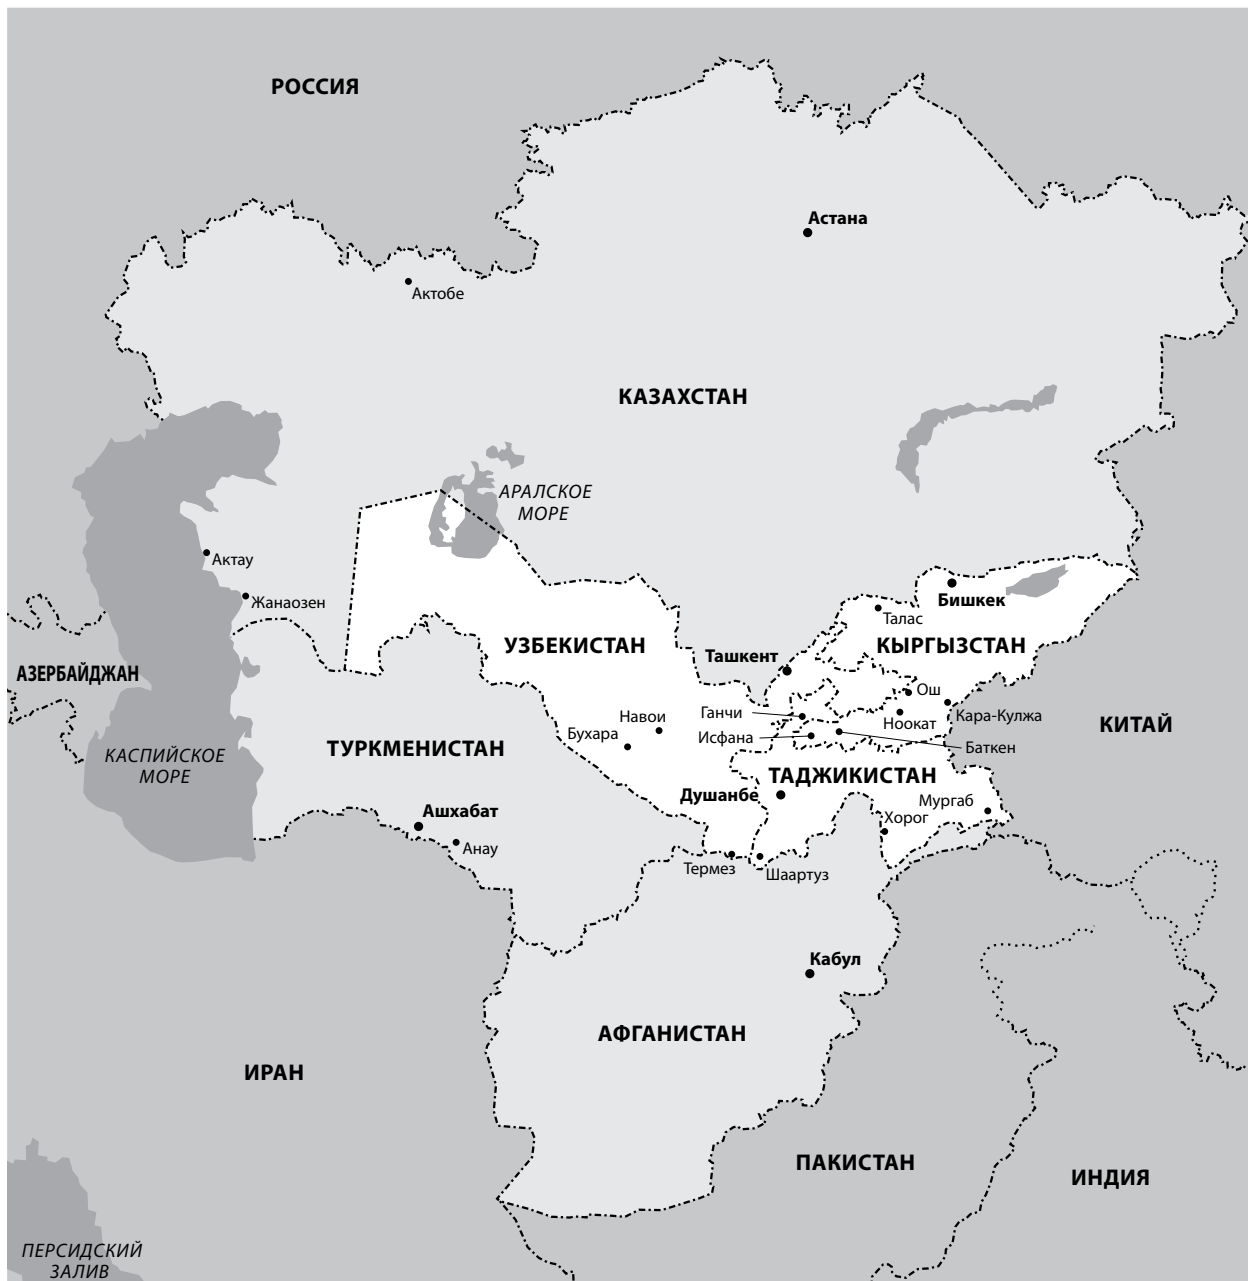 РОССИЯ
Астана
Актобе
КАЗАХСТАН
АРАЛСКОЕ
МОРЕ
Актау
Жанаозен
Бишкек
Талас
УЗБЕКИСТАН
КЫРГЫЗСТАН
Ташкент
АЗЕРБАЙДЖАН
Ош
Ганчи
Навои
Ноокат
Кара-Кулжа
КИТАЙ
Бухара
Исфана
Баткен
ТУРКМЕНИСТАН
КАСПИЙСКОЕ
МОРЕ
ТАДЖИКИСТАН
Душанбе
Мургаб
Ашхабат
Хорог
Анау
Термез
Шаартуз
Кабул
АФГАНИСТАН
ИРАН
ПАКИСТАН
ИНДИЯ
ПЕРСИДСКИЙ
ЗАЛИВ